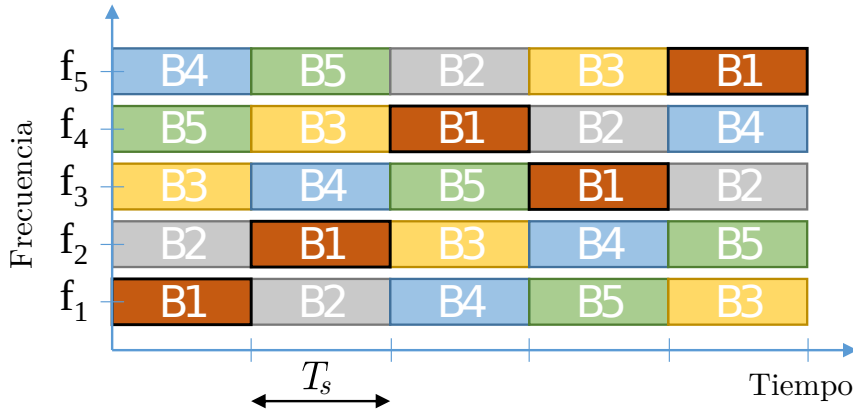 Frecuencia
f5 B4 B5 B2 B3 B1
f4 B5 B3 B1 B2 B4
f3 B3 B4 B5 B1 B2
f2 B2 B1 B3 B4 B5
f1 B1 B2 B4 B5 B3
Ts
Tiempo